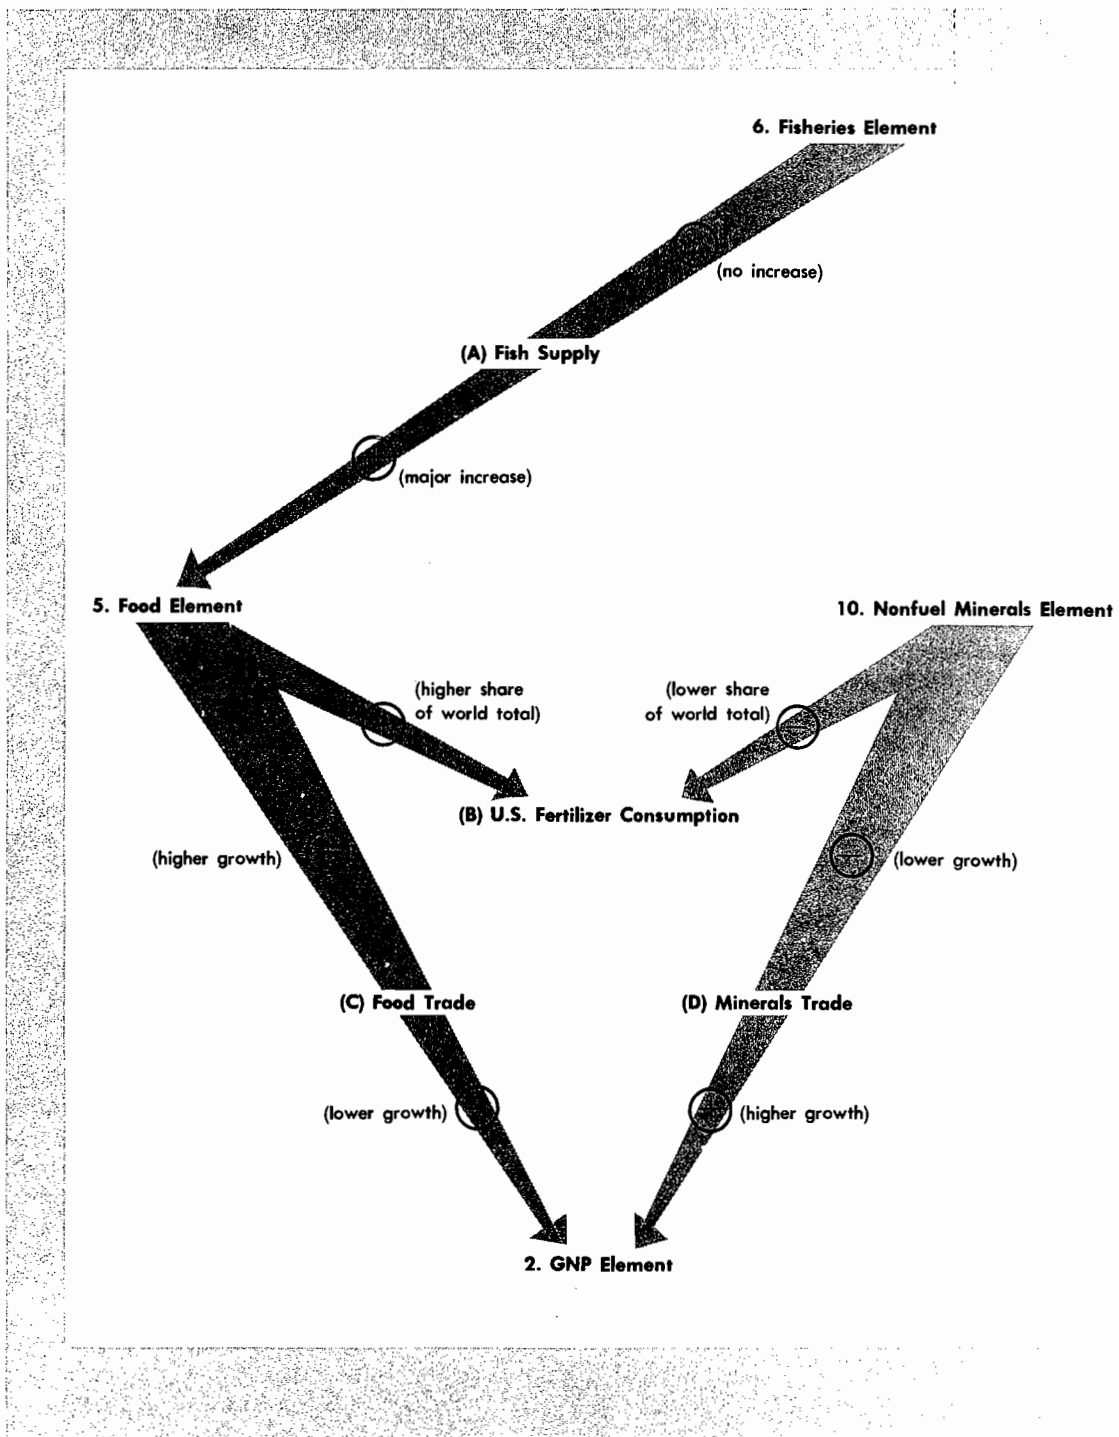 6. Fisheries Element
(no increase)
(A) Fish Supply
(major increase)
5. Food Element
10. Nonfuel Minerals Element
(higher share
of world total)
(lower share
of world total)
(B) U.S. Fertilizer Consumption
(higher growth)
(lower growth)
(C) Food Trade
(D) Minerals Trade
(lower growth)
(higher growth)
2. GNP Element